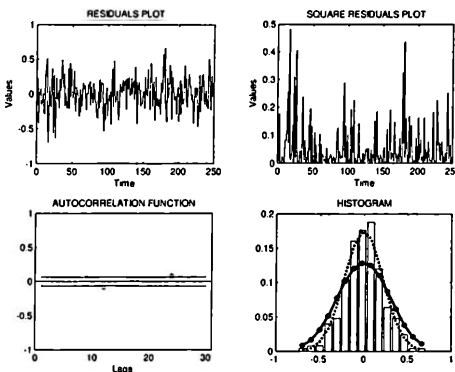 RESIDUALS PLOT
1
0.5
0
-0.5
-1
Values
0 50 100 150 200 250
Time
SQUARE RESIDUALS PLOT
0.5
0.4
0.3
0.2
0.1
0
Values
0 50 100 150 200 250
Time
AUTOCORRELATION FUNCTION
1
0.5
0
-0.5
-1
0 10 20 30
Lags
HISTOGRAM
0.2
0.15
0.1
0.05
0
-1 -0.5 0 0.5 1